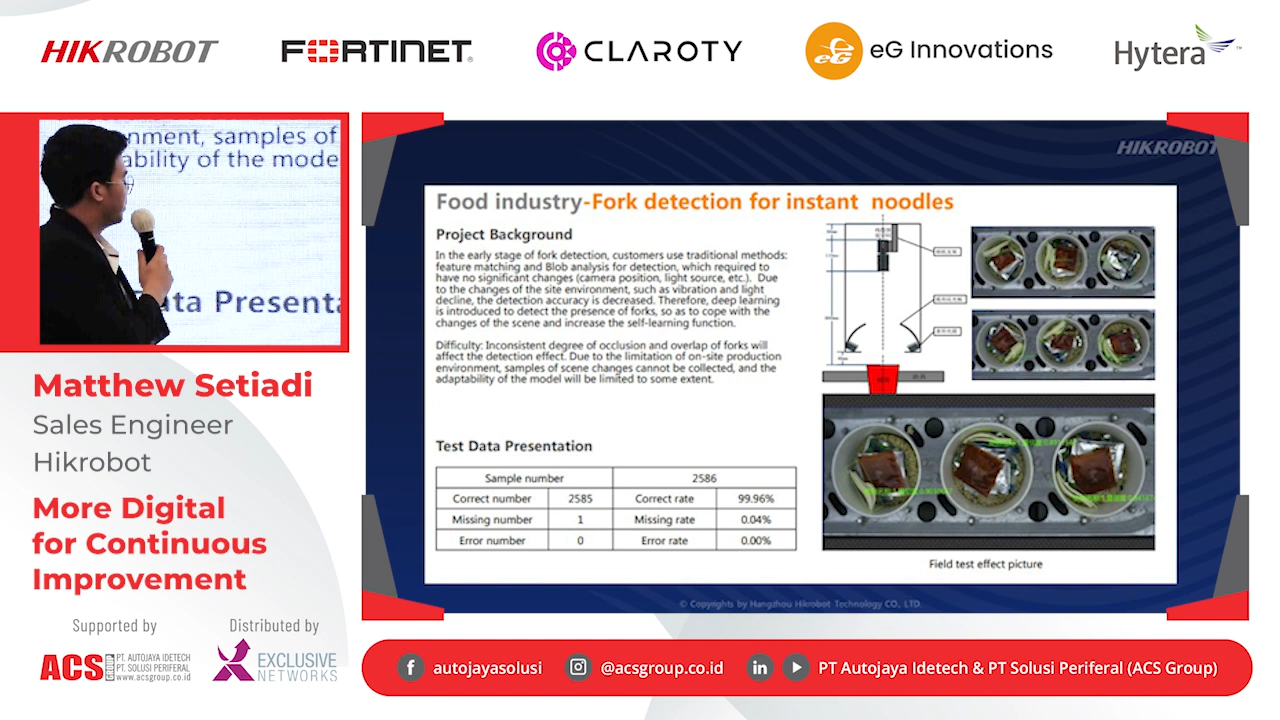 HIKROBOT
FORTINET®
CLAROTY
eG Innovations
Hytera™
nment, samples of
ability of the mode
ata Presenta
Matthew Setiadi
Sales Engineer
Hikrobot
More Digital
for Continuous
Improvement
Supported by
ACS
PT. AUTOJAYA IDETECH
PT. SOLUSI PERIFERAL
www.acsgroup.co.id
Distributed by
EXCLUSIVE
NETWORKS
HIKROBOT
Food industry-Fork detection for instant noodles
Project Background
In the early stage of fork detection, customers use traditional methods:
feature matching and Blob analysis for detection, which required to
have no significant changes (camera position, light source, etc.). Due
to the changes of the site environment, such as vibration and light
decline, the detection accuracy is decreased. Therefore, deep learning
is introduced to detect the presence of forks, so as to cope with the
changes of the scene and increase the self-learning function.
Difficulty: Inconsistent degree of occlusion and overlap of forks will
affect the detection effect. Due to the limitation of on-site production
environment, samples of scene changes cannot be collected, and the
adaptability of the model will be limited to some extent.
Test Data Presentation
Sample number 2586
Correct number 2585 Correct rate 99.96%
Missing number 1 Missing rate 0.04%
Error number 0 Error rate 0.00%
Field test effect picture
© Copyrights by Hangzhou Hikrobot Technology CO., LTD.
autojayasolusi
@acsgroup.co.id
PT Autojaya Idetech & PT Solusi Periferal (ACS Group)